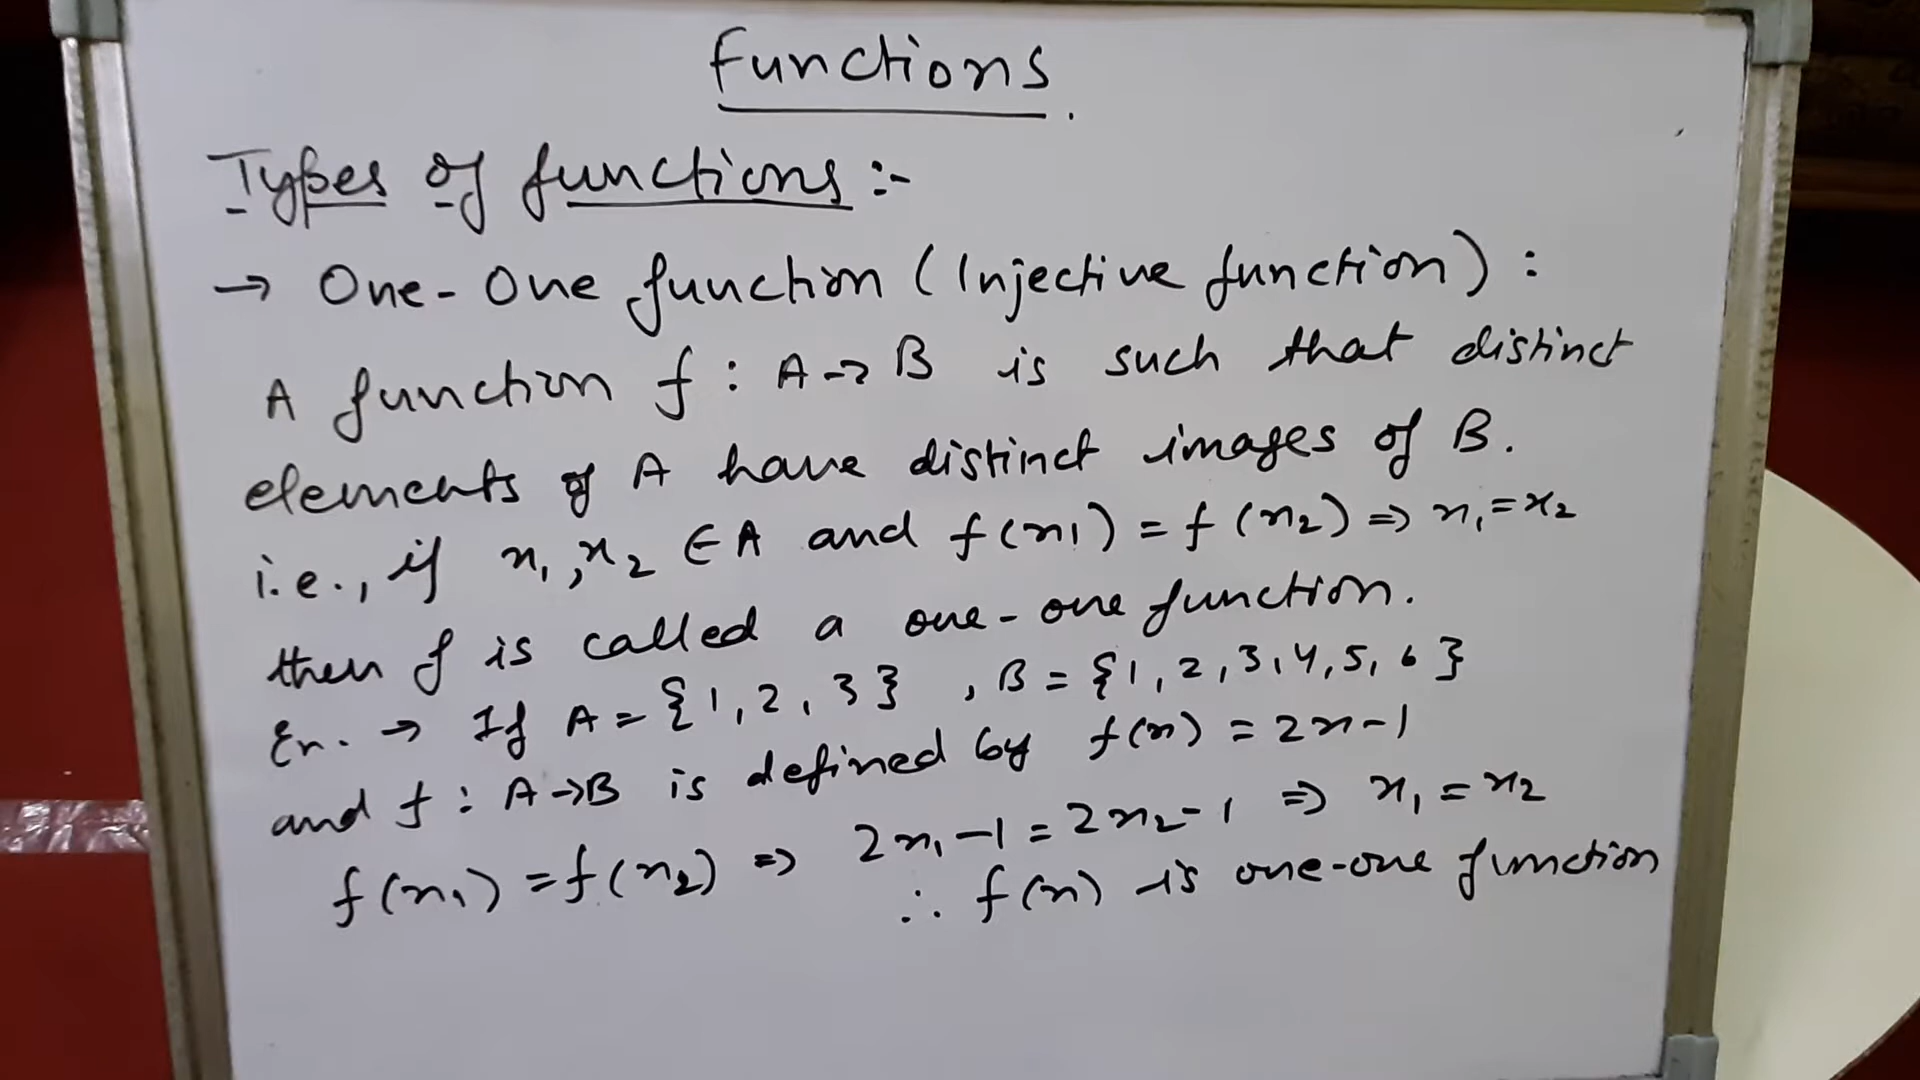 Functions.
Types of functions :-
→ One-One function (Injective function) :
A function f : A → B is such that distinct
elements of A have distinct images of B.
i.e., if x₁, x₂ ∈ A and f(x₁) = f(x₂) ⇒ x₁ = x₂
then f is called a one-one function.
Ex. → If A = {1, 2, 3} , B = {1, 2, 3, 4, 5, 6}
and f : A → B is defined by f(x) = 2x-1
f(x₁) = f(x₂) ⇒ 2x₁-1 = 2x₂-1 ⇒ x₁ = x₂
∴ f(x) is one-one function